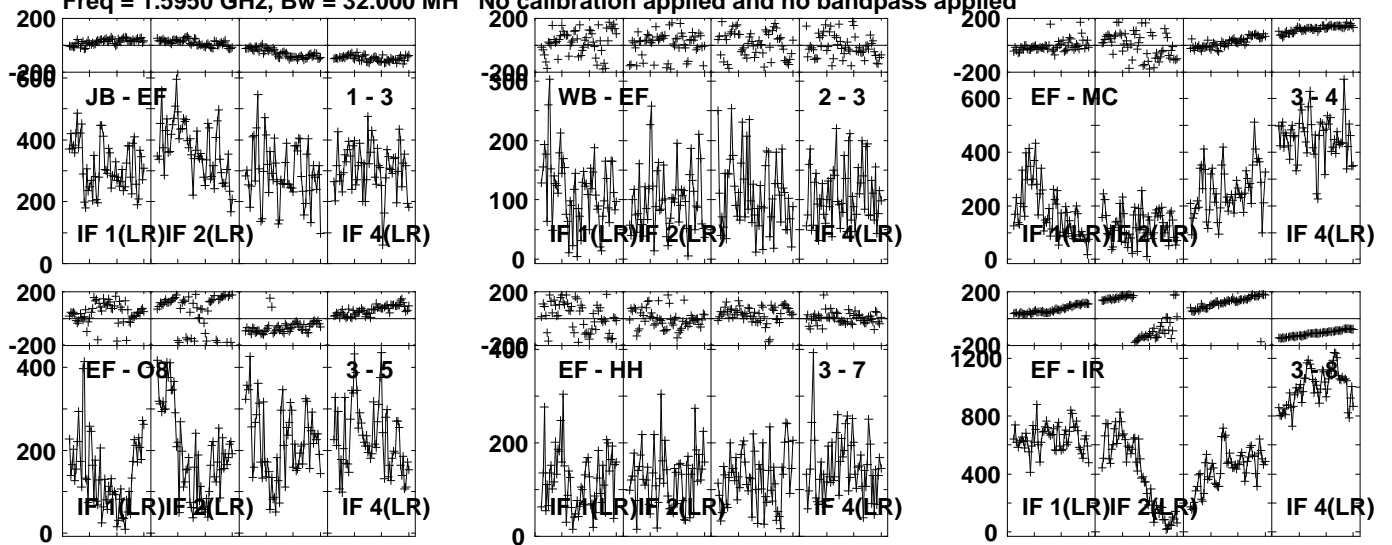 Freq = 1.5950 GHz, Bw = 32.000 MH No calibration applied and no bandpass applied
200
-200
600
400
200
0
JB - EF 1 - 3
IF 1(LR) IF 2(LR) IF 4(LR)
200
-200
300
200
100
0
WB - EF 2 - 3
IF 1(LR) IF 2(LR) IF 4(LR)
200
-200
600
400
200
0
EF - MC 3 - 4
IF 1(LR) IF 2(LR) IF 4(LR)
200
-200
400
200
0
EF - O8 3 - 5
IF 1(LR) IF 2(LR) IF 4(LR)
200
-200
400
200
0
EF - HH 3 - 7
IF 1(LR) IF 2(LR) IF 4(LR)
200
-200
1200
800
400
0
EF - IR 3 - 8
IF 1(LR) IF 2(LR) IF 4(LR)